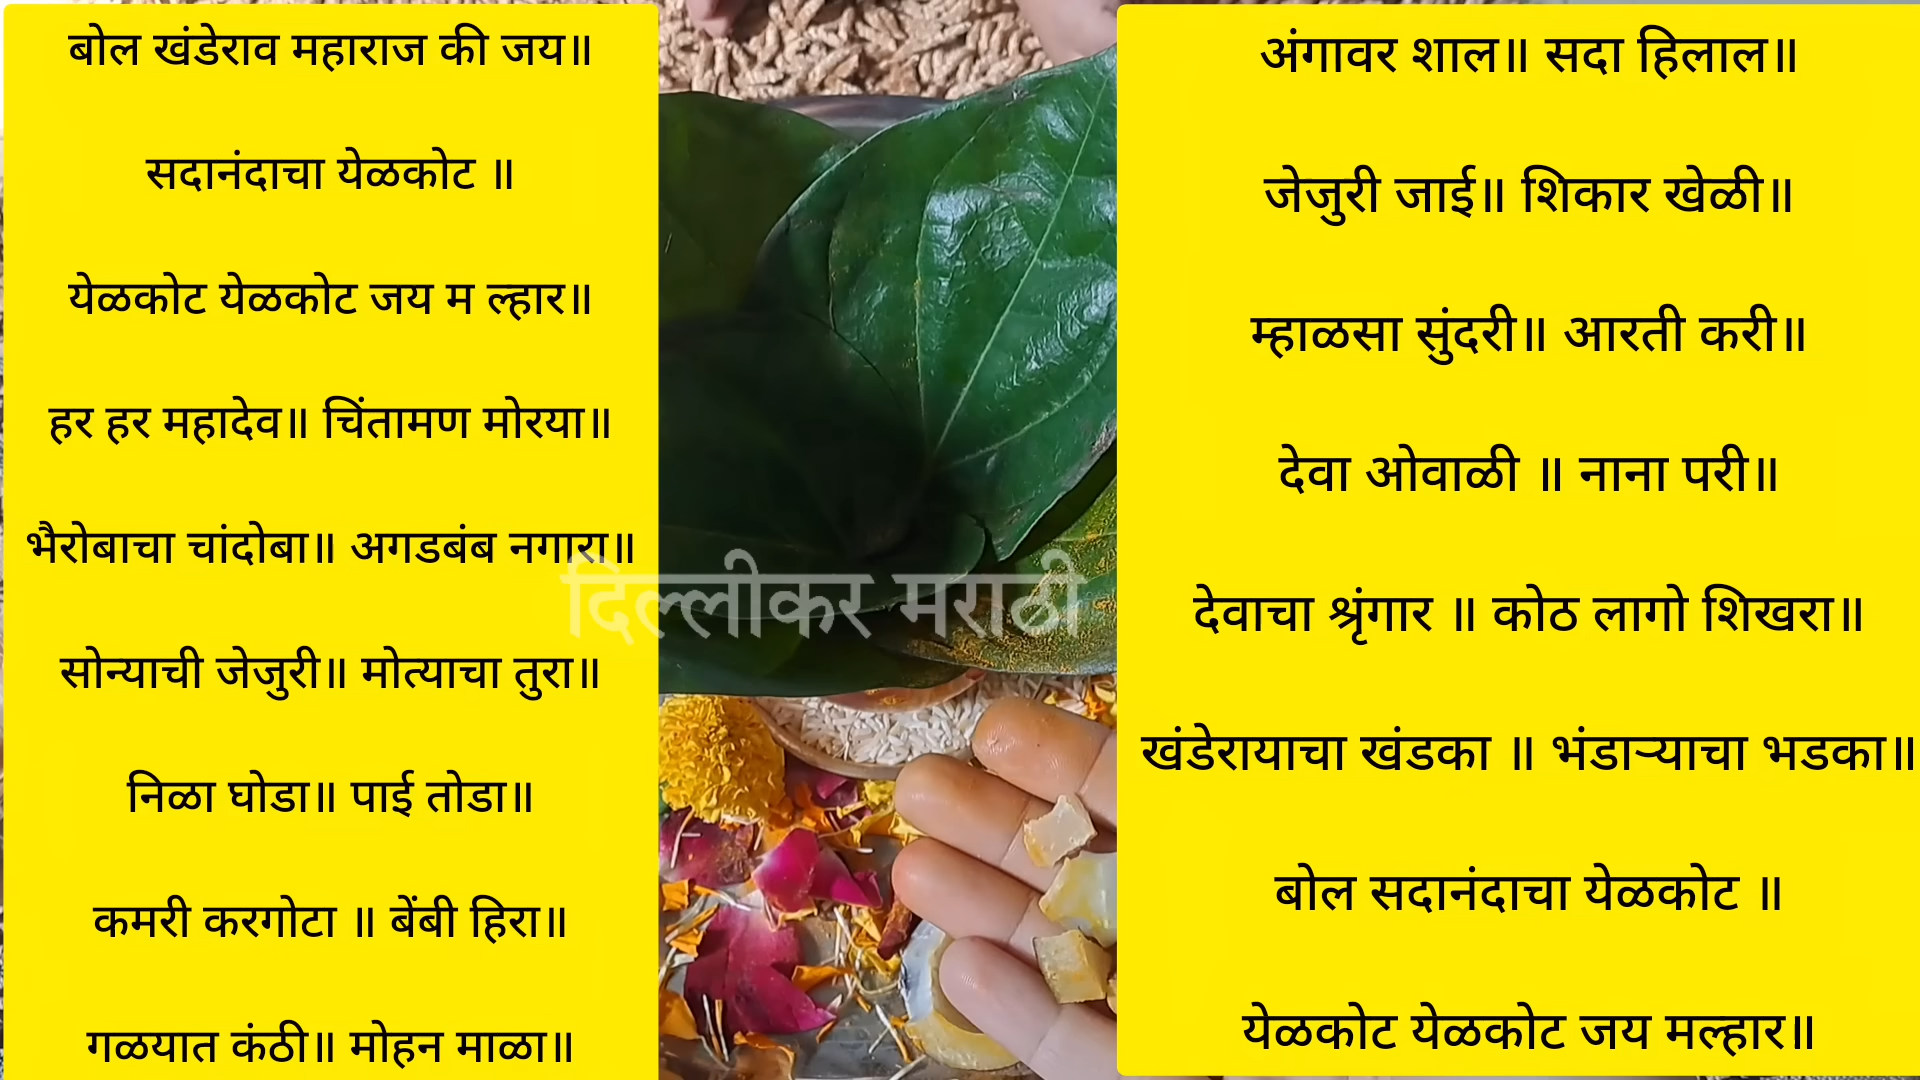 बोल खंडेराव महाराज की जय॥
सदानंदाचा येळकोट ॥
येळकोट येळकोट जय म ल्हार॥
हर हर महादेव॥ चिंतामण मोरया॥
भैरोबाचा चांदोबा॥ अगडबंब नगारा॥
सोन्याची जेजुरी॥ मोत्याचा तुरा॥
निळा घोडा॥ पाई तोडा॥
कमरी करगोटा ॥ बेंबी हिरा॥
गळयात कंठी॥ मोहन माळा॥
दिल्लीकर मराठी
अंगावर शाल॥ सदा हिलाल॥
जेजुरी जाई॥ शिकार खेळी॥
म्हाळसा सुंदरी॥ आरती करी॥
देवा ओवाळी ॥ नाना परी॥
देवाचा श्रृंगार ॥ कोठ लागो शिखरा॥
खंडेरायाचा खंडका ॥ भंडाऱ्याचा भडका॥
बोल सदानंदाचा येळकोट ॥
येळकोट येळकोट जय मल्हार॥